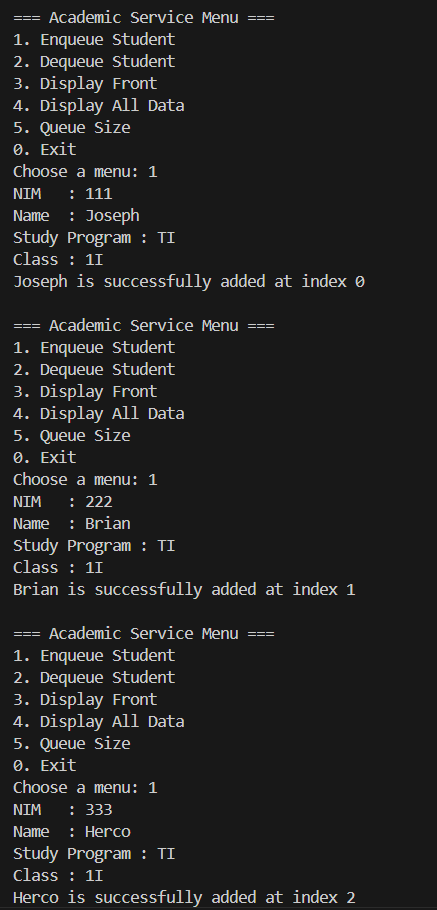 === Academic Service Menu ===
1. Enqueue Student
2. Dequeue Student
3. Display Front
4. Display All Data
5. Queue Size
0. Exit
Choose a menu: 1
NIM   : 111
Name  : Joseph
Study Program : TI
Class : 1I
Joseph is successfully added at index 0

=== Academic Service Menu ===
1. Enqueue Student
2. Dequeue Student
3. Display Front
4. Display All Data
5. Queue Size
0. Exit
Choose a menu: 1
NIM   : 222
Name  : Brian
Study Program : TI
Class : 1I
Brian is successfully added at index 1

=== Academic Service Menu ===
1. Enqueue Student
2. Dequeue Student
3. Display Front
4. Display All Data
5. Queue Size
0. Exit
Choose a menu: 1
NIM   : 333
Name  : Herco
Study Program : TI
Class : 1I
Herco is successfully added at index 2